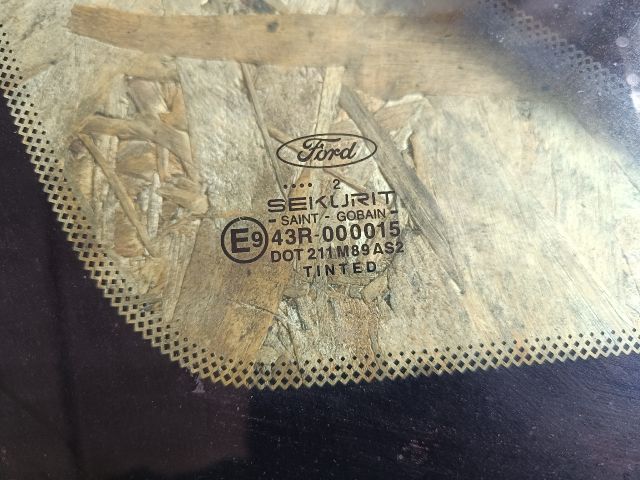 Ford
.... 2
SEKURIT
- SAINT - GOBAIN -
E9 43R-000015
DOT 211 M89 AS2
TINTED